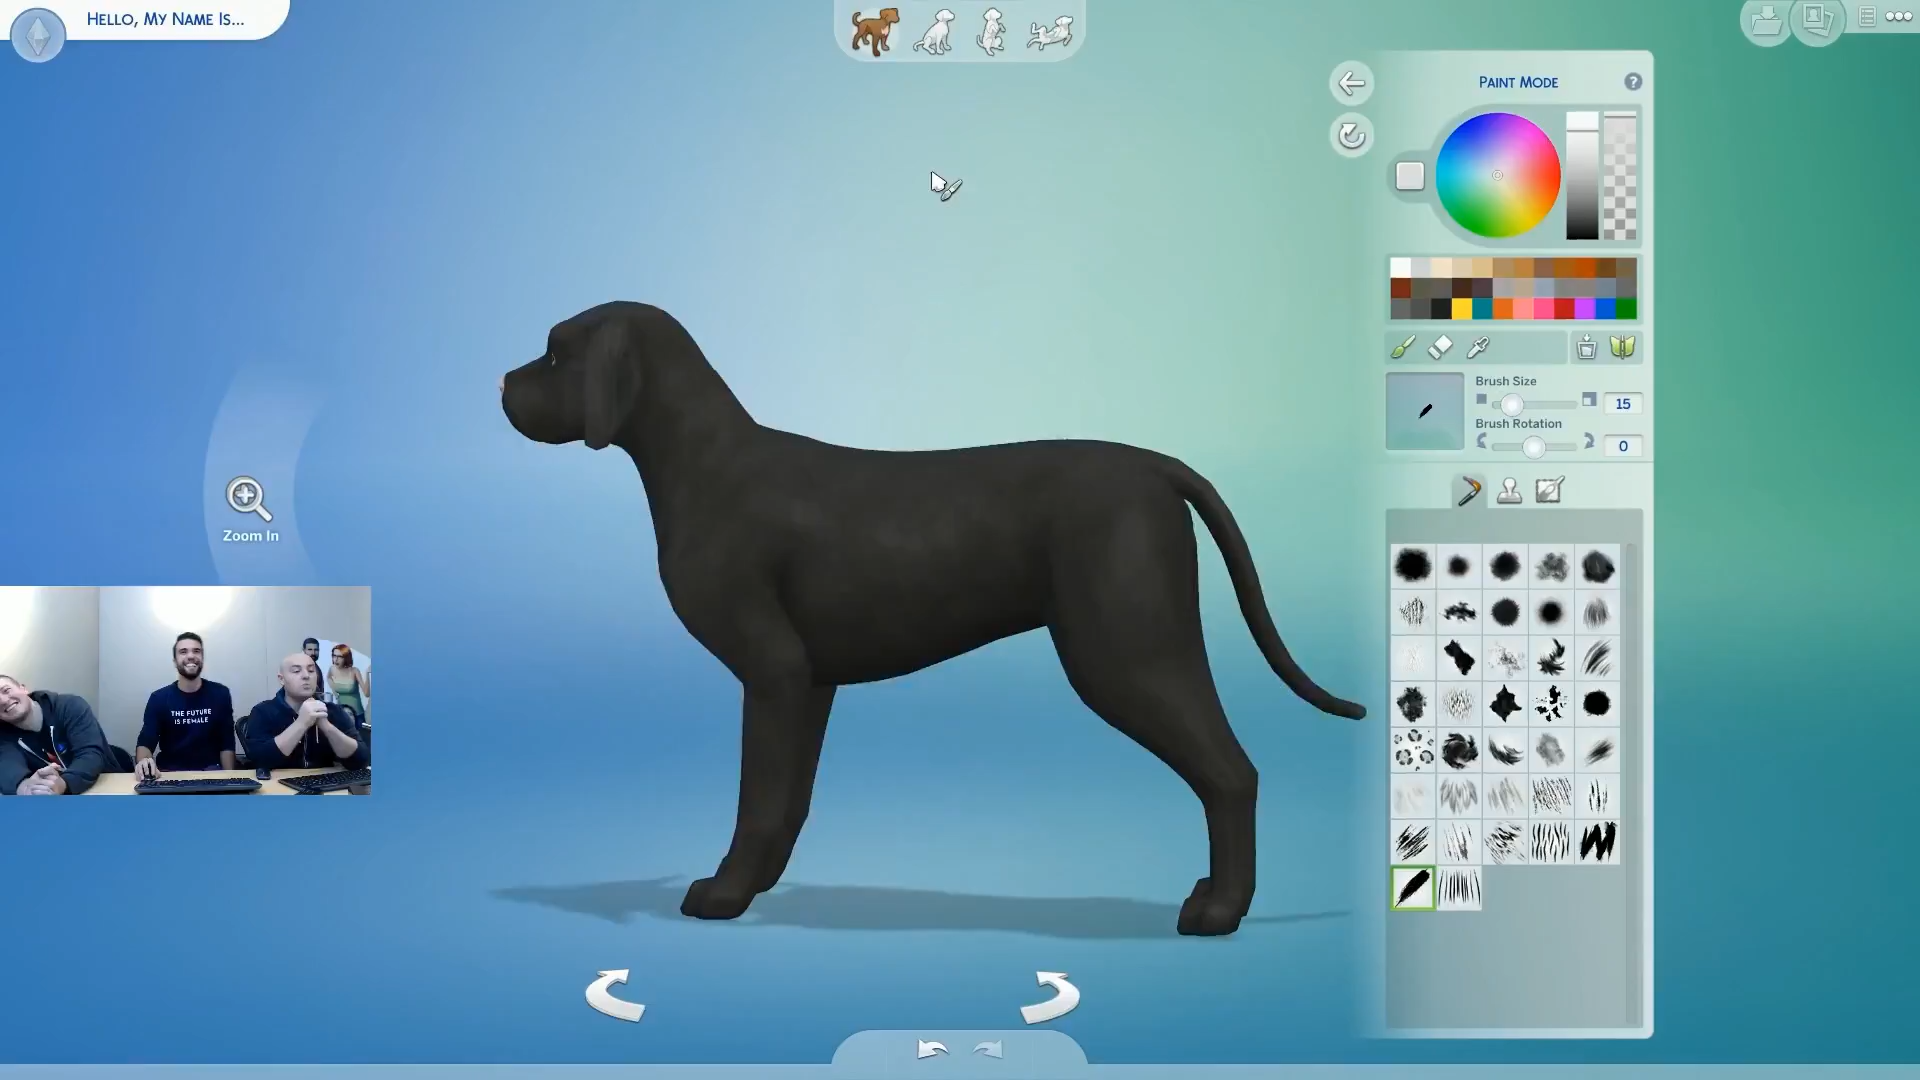 Hello, My Name Is...
Paint Mode
?
Brush Size
15
Brush Rotation
0
Zoom In
THE FUTURE
IS FEMALE